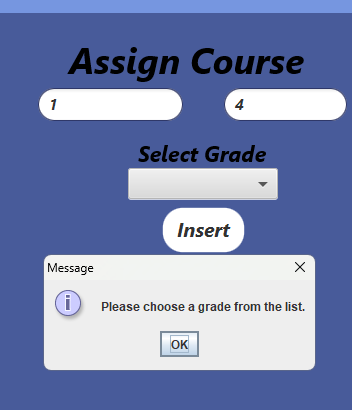 Assign Course
1 4
Select Grade
Insert
Message
Please choose a grade from the list.
OK